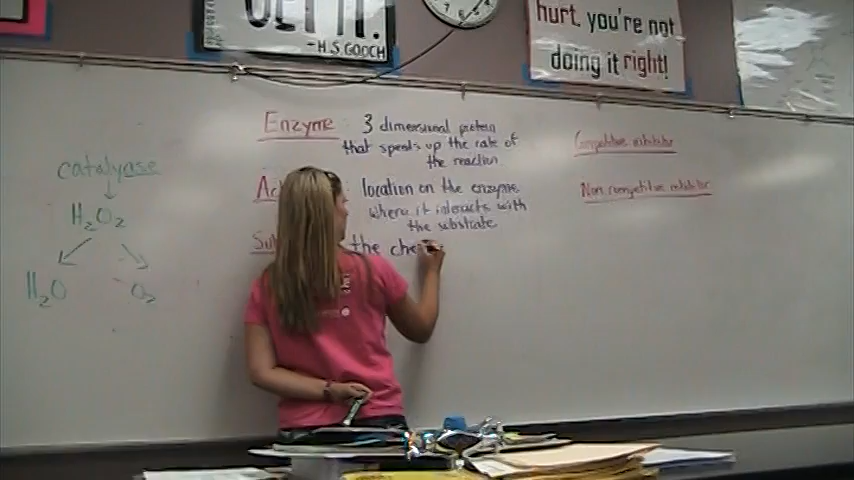 GET IT.
-H.S. GOOCH
hurt, you're not
doing it right!
Enzyme 3 dimensional protein
that speeds up the rate of
the reaction
location on the enzyme
where it interacts with
the substrate
the che
Competitive inhibitor
Non competitive inhibitor
catalyase
H2O2
H2O O2